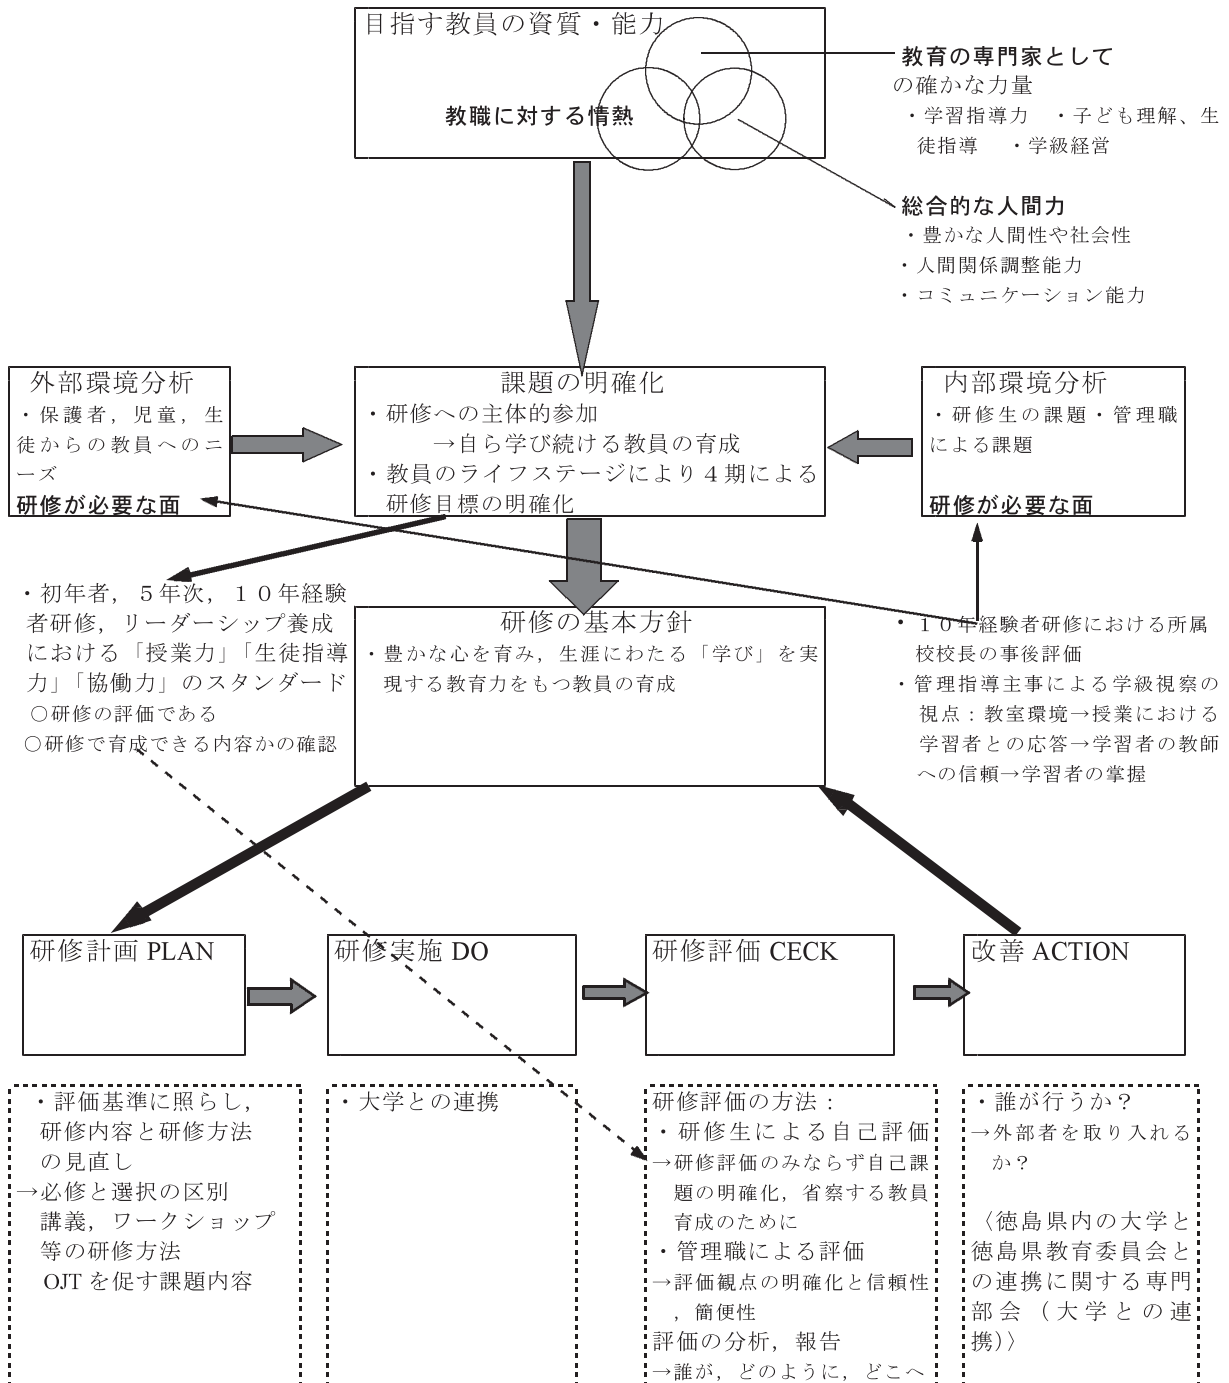 目指す教員の資質・能力
教職に対する情熱
教育の専門家として
の確かな力量
・学習指導力　・子ども理解、生
徒指導　・学級経営
総合的な人間力
・豊かな人間性や社会性
・人間関係調整能力
・コミュニケーション能力
外部環境分析
・保護者，児童，生
徒からの教員へのニ
ーズ
研修が必要な面
課題の明確化
・研修への主体的参加
→自ら学び続ける教員の育成
・教員のライフステージにより４期による
研修目標の明確化
内部環境分析
・研修生の課題・管理職
による課題
研修が必要な面
・初年者，５年次，１０年経験
者研修，リーダーシップ養成
における「授業力」「生徒指導
力」「協働力」のスタンダード
〇研修の評価である
〇研修で育成できる内容かの確認
研修の基本方針
・豊かな心を育み，生涯にわたる「学び」を実
現する教育力をもつ教員の育成
・１０年経験者研修における所属
校校長の事後評価
・管理指導主事による学級視察の
視点：教室環境→授業における
学習者との応答→学習者の教師
への信頼→学習者の掌握
研修計画 PLAN
研修実施 DO
研修評価 CECK
改善 ACTION
・評価基準に照らし，
研修内容と研修方法
の見直し
→必修と選択の区別
講義，ワークショップ
等の研修方法
OJT を促す課題内容
・大学との連携
研修評価の方法：
・研修生による自己評価
→研修評価のみならず自己課
題の明確化，省察する教員
育成のために
・管理職による評価
→評価観点の明確化と信頼性
，簡便性
評価の分析，報告
→誰が，どのように，どこへ
・誰が行うか？
→外部者を取り入れる
か？
〈徳島県内の大学と
徳島県教育委員会と
の連携に関する専門
部会（大学との連
携）〉